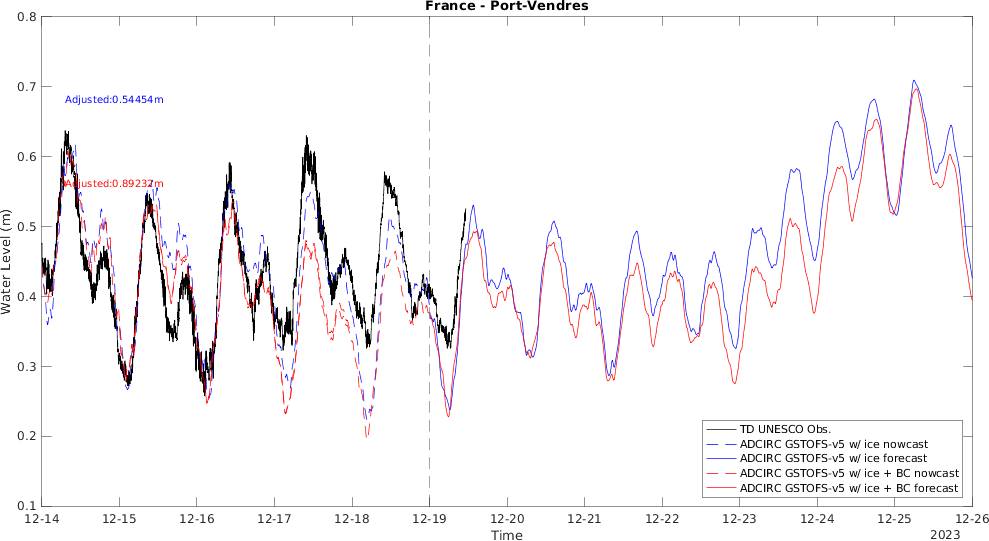 France - Port-Vendres
0.8
0.7
0.6
0.5
0.4
0.3
0.2
0.1
Water Level (m)
Adjusted:0.54454m
Adjusted:0.89232m
TD UNESCO Obs.
ADCIRC GSTOFS-v5 w/ ice nowcast
ADCIRC GSTOFS-v5 w/ ice forecast
ADCIRC GSTOFS-v5 w/ ice + BC nowcast
ADCIRC GSTOFS-v5 w/ ice + BC forecast
12-14 12-15 12-16 12-17 12-18 12-19 12-20 12-21 12-22 12-23 12-24 12-25 12-26
Time
2023